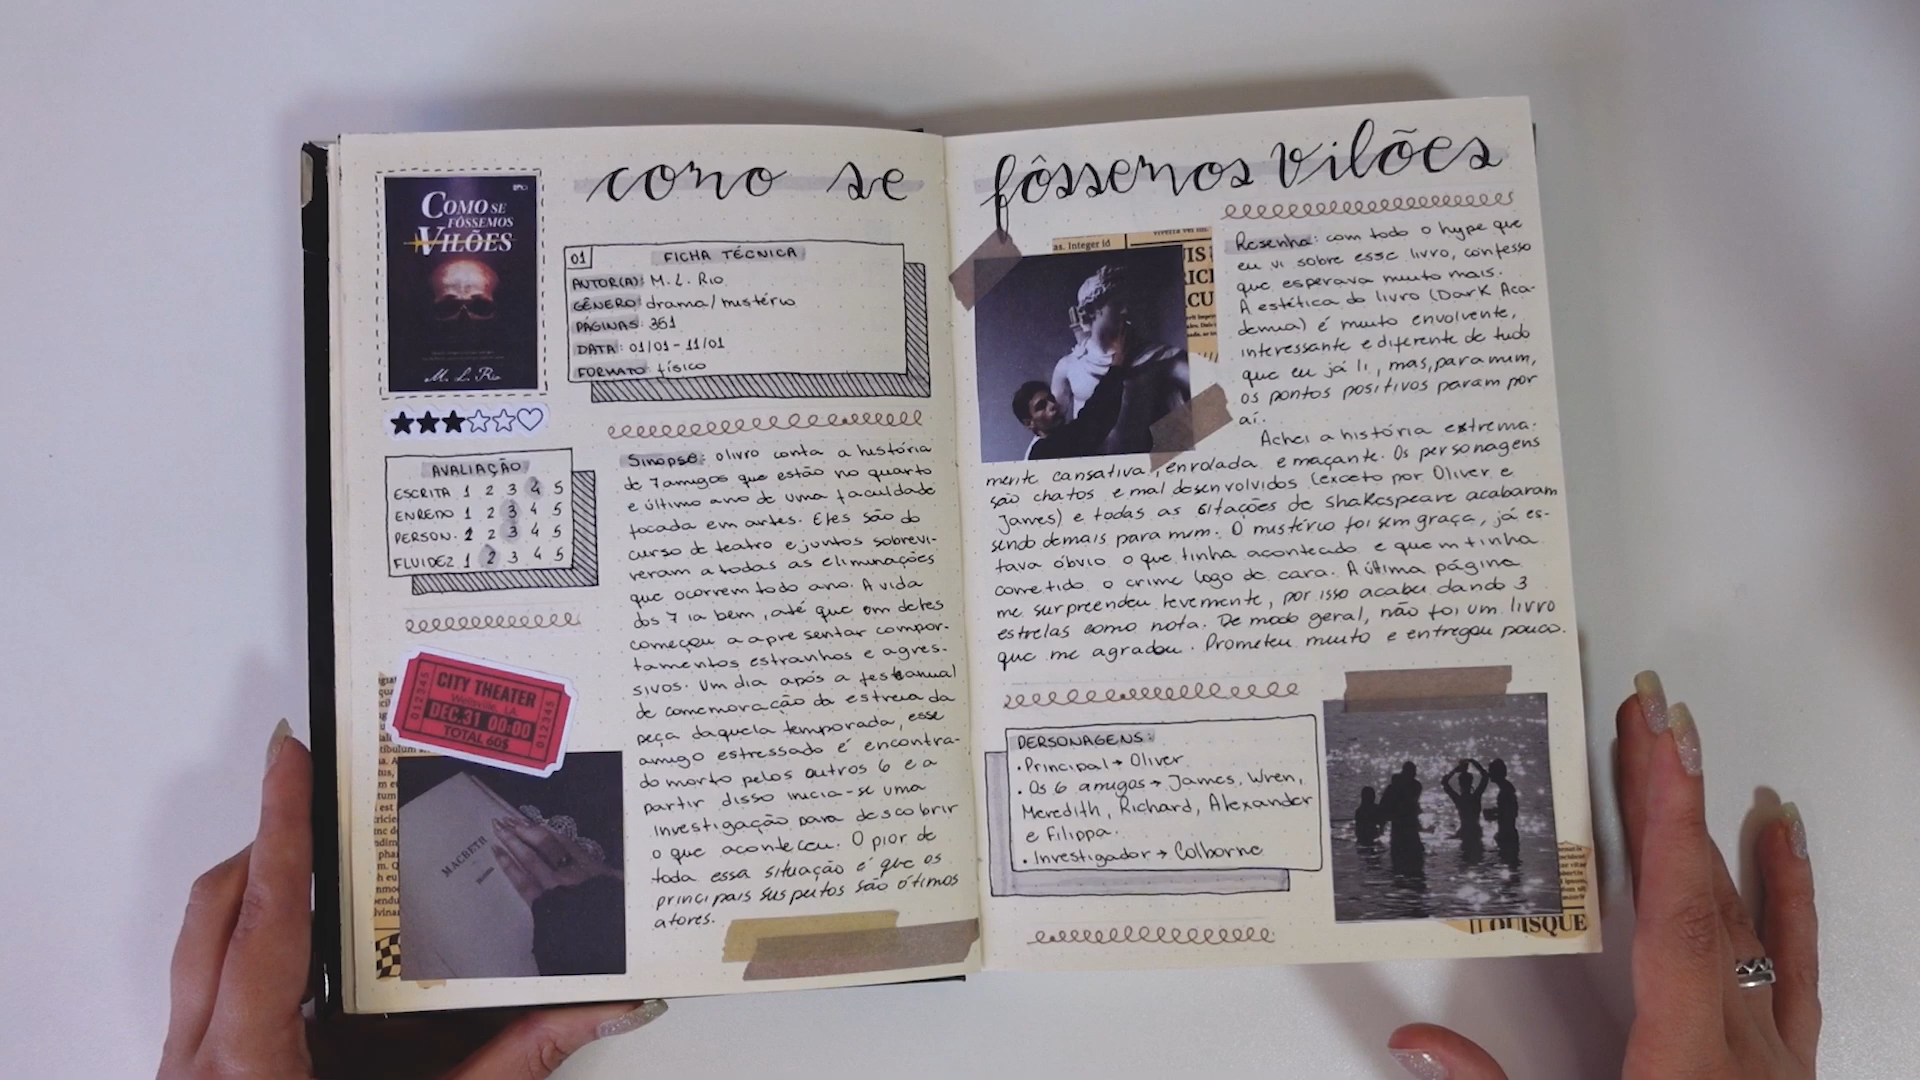 como se
fôssemos vilões
COMO SE
FÔSSEMOS
VILÕES
M. L. Rio
01 FICHA TÉCNICA
AUTOR(A): M. L. Rio
GÊNERO: drama/mistério
PÁGINAS: 351
DATA: 01/01 - 11/01
FORMATO: físico
AVALIAÇÃO
ESCRITA 1 2 3 4 5
ENREDO 1 2 3 4 5
PERSON. 1 2 3 4 5
FLUIDEZ 1 2 3 4 5
CITY THEATER
Wellsville, LA
DEC.31 00:00
TOTAL 60$
012345
012345
MACBETH
Sinopse: o livro conta a história
de 7 amigos que estão no quarto
e último ano de uma faculdade
focada em artes. Eles são do
curso de teatro e juntos sobrevi-
veram a todas as eliminações
que ocorrem todo ano. A vida
dos 7 ia bem, até que um deles
começou a apresentar compor-
tamentos estranhos e agres-
sivos. Um dia após a festa anual
de comemoração da estreia da
peça daquela temporada, esse
amigo estressado é encontra-
do morto pelos outros 6 e a
partir disso inicia-se uma
investigação para descobrir
o que aconteceu. O pior de
toda essa situação é que os
principais suspeitos são ótimos
atores.
as. Integer id
Resenha: com todo o hype que
eu vi sobre esse livro, confesso
que esperava muito mais.
A estética do livro (Dark Aca-
demia) é muito envolvente,
interessante e diferente de tudo
que eu já li, mas, para mim,
os pontos positivos param por
aí.
Achei a história extrema-
mente cansativa, enrolada e maçante. Os personagens
são chatos e mal desenvolvidos (exceto por Oliver e
James) e todas as citações de Shakespeare acabaram
sendo demais para mim. O mistério foi sem graça, já es-
tava óbvio o que tinha acontecido e quem tinha
cometido o crime logo de cara. A última página
me surpreendeu levemente, por isso acabei dando 3
estrelas como nota. De modo geral, não foi um livro
que me agradou. Prometeu muito e entregou pouco.
PERSONAGENS:
• Principal → Oliver
• Os 6 amigos → James, Wren,
Meredith, Richard, Alexander
e Filippa.
• Investigador → Colborne
QUISQUE